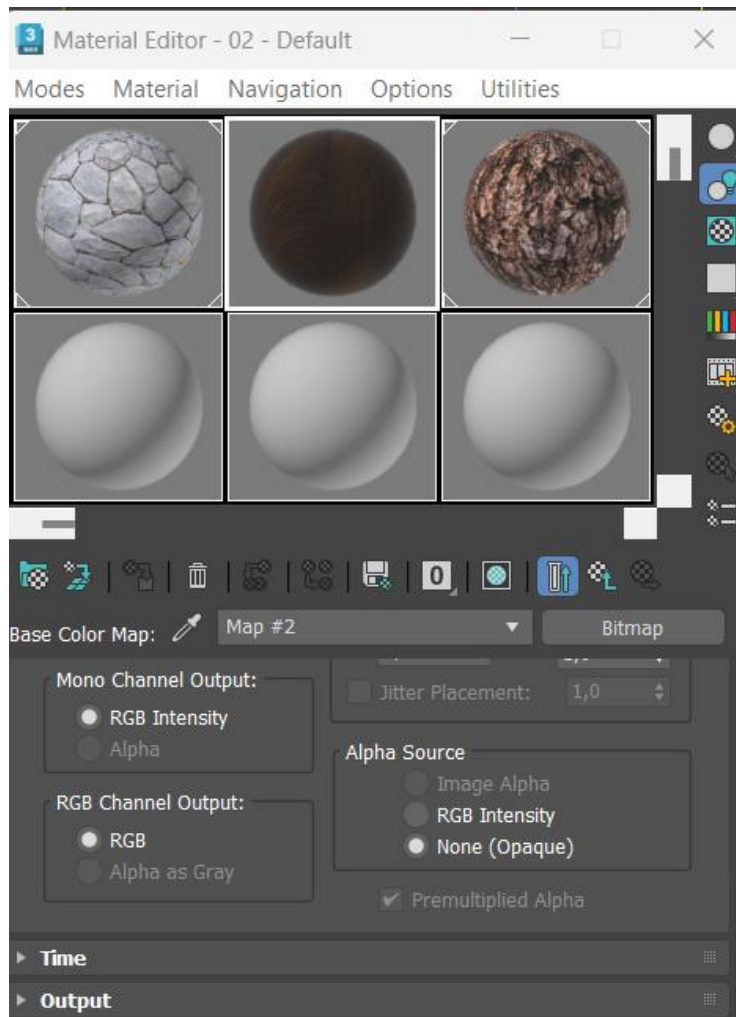 3
MAX
Material Editor - 02 - Default
Modes Material Navigation Options Utilities
0
Base Color Map: Map #2 Bitmap
Mono Channel Output:
RGB Intensity
Alpha
RGB Channel Output:
RGB
Alpha as Gray
Jitter Placement: 1,0
Alpha Source
Image Alpha
RGB Intensity
None (Opaque)
Premultiplied Alpha
Time
Output